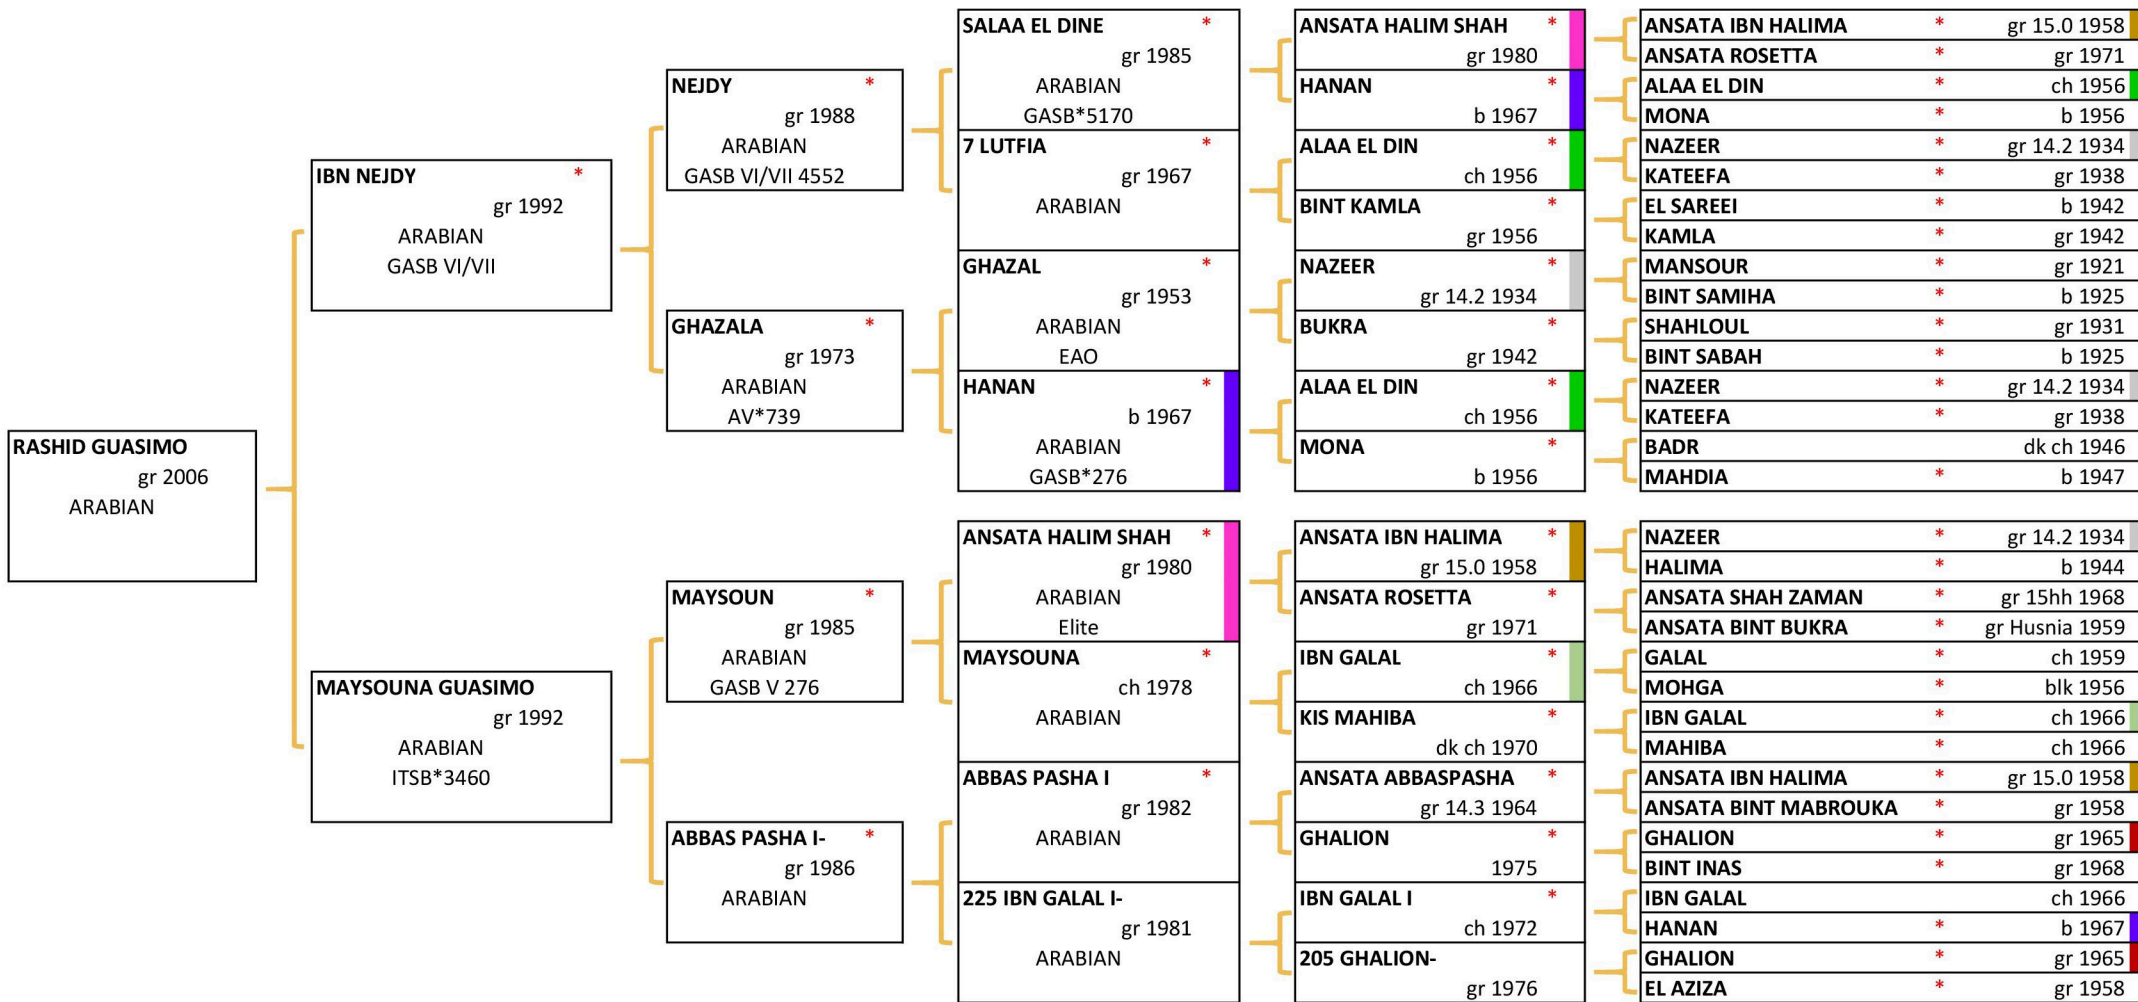 RASHID GUASIMO
gr 2006
ARABIAN
IBN NEJDY *
gr 1992
ARABIAN
GASB VI/VII
MAYSOUNA GUASIMO
gr 1992
ARABIAN
ITSB*3460
NEJDY *
gr 1988
ARABIAN
GASB VI/VII 4552
GHAZALA *
gr 1973
ARABIAN
AV*739
MAYSOUN *
gr 1985
ARABIAN
GASB V 276
ABBAS PASHA I- *
gr 1986
ARABIAN
SALAA EL DINE *
gr 1985
ARABIAN
GASB*5170
7 LUTFIA *
gr 1967
ARABIAN
GHAZAL *
gr 1953
ARABIAN
EAO
HANAN *
b 1967
ARABIAN
GASB*276
ANSATA HALIM SHAH *
gr 1980
ARABIAN
Elite
MAYSOUNA *
ch 1978
ARABIAN
ABBAS PASHA I *
gr 1982
ARABIAN
225 IBN GALAL I-
gr 1981
ARABIAN
ANSATA HALIM SHAH *
gr 1980
HANAN *
b 1967
ALAA EL DIN *
ch 1956
BINT KAMLA *
gr 1956
NAZEER *
gr 14.2 1934
BUKRA *
gr 1942
ALAA EL DIN *
ch 1956
MONA *
b 1956
ANSATA IBN HALIMA *
gr 15.0 1958
ANSATA ROSETTA *
gr 1971
IBN GALAL *
ch 1966
KIS MAHIBA *
dk ch 1970
ANSATA ABBASPASHA *
gr 14.3 1964
GHALION *
1975
IBN GALAL I *
ch 1972
205 GHALION-
gr 1976
ANSATA IBN HALIMA * gr 15.0 1958
ANSATA ROSETTA * gr 1971
ALAA EL DIN * ch 1956
MONA * b 1956
NAZEER * gr 14.2 1934
KATEEFA * gr 1938
EL SAREEI * b 1942
KAMLA * gr 1942
MANSOUR * gr 1921
BINT SAMIHA * b 1925
SHAHLOUL * gr 1931
BINT SABAH * b 1925
NAZEER * gr 14.2 1934
KATEEFA * gr 1938
BADR dk ch 1946
MAHDIA * b 1947
NAZEER * gr 14.2 1934
HALIMA * b 1944
ANSATA SHAH ZAMAN * gr 15hh 1968
ANSATA BINT BUKRA * gr Husnia 1959
GALAL * ch 1959
MOHGA * blk 1956
IBN GALAL * ch 1966
MAHIBA * ch 1966
ANSATA IBN HALIMA * gr 15.0 1958
ANSATA BINT MABROUKA * gr 1958
GHALION * gr 1965
BINT INAS * gr 1968
IBN GALAL ch 1966
HANAN * b 1967
GHALION * gr 1965
EL AZIZA * gr 1958